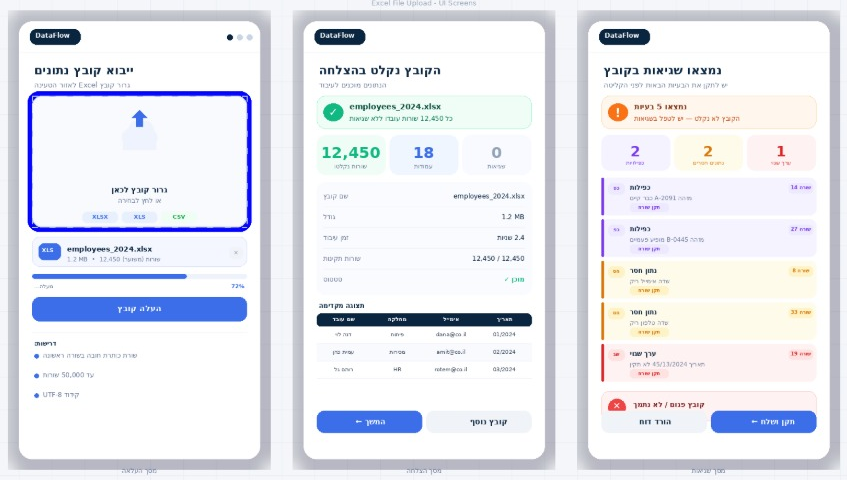 Excel File Upload - UI Screens
DataFlow
ייבוא קובץ נתונים
גרור קובץ Excel לאזור הטעינה
גרור קובץ לכאן
או לחץ לבחירה
XLSX XLS CSV
XLS
employees_2024.xlsx
1.2 MB • 12,450 שורות (משוער)
×
מעלה... 72%
העלה קובץ
דרישות:
שורת כותרת חובה בשורה ראשונה
עד 50,000 שורות
קידוד UTF-8
מסך העלאה
DataFlow
הקובץ נקלט בהצלחה
הנתונים מוכנים לעיבוד
✓
employees_2024.xlsx
כל 12,450 שורות עובדו ללא שגיאות
12,450 18 0
שורות נקלטו עמודות שגיאות
שם קובץ employees_2024.xlsx
גודל 1.2 MB
זמן עיבוד 2.4 שניות
שורות תקינות 12,450 / 12,450
סטטוס מוכן ✓
תצוגה מקדימה
שם עובד מחלקה אימייל תאריך
דנה לוי פיתוח dana@co.il 01/2024
עמית כהן מכירות amit@co.il 02/2024
רותם גל HR rotem@co.il 03/2024
המשך ←
קובץ נוסף
מסך הצלחה
DataFlow
נמצאו שגיאות בקובץ
יש לתקן את הבעיות הבאות לפני הקליטה
!
נמצאו 5 בעיות
הקובץ לא נקלט — יש לטפל בשגיאות
2 2 1
כפילויות נתונים חסרים ערך שגוי
כפילות שורה 14
מזהה A-2091 כבר קיים
תקן שורה
כפילות שורה 27
מזהה B-0445 מופיע פעמיים
תקן שורה
נתון חסר שורה 8
שדה אימייל ריק
תקן שורה
נתון חסר שורה 33
שדה טלפון ריק
תקן שורה
ערך שגוי שורה 19
תאריך 45/13/2024 לא תקין
תקן שורה
קובץ פגום / לא נתמך
הורד דוח
תקן ושלח ←
מסך שגיאות